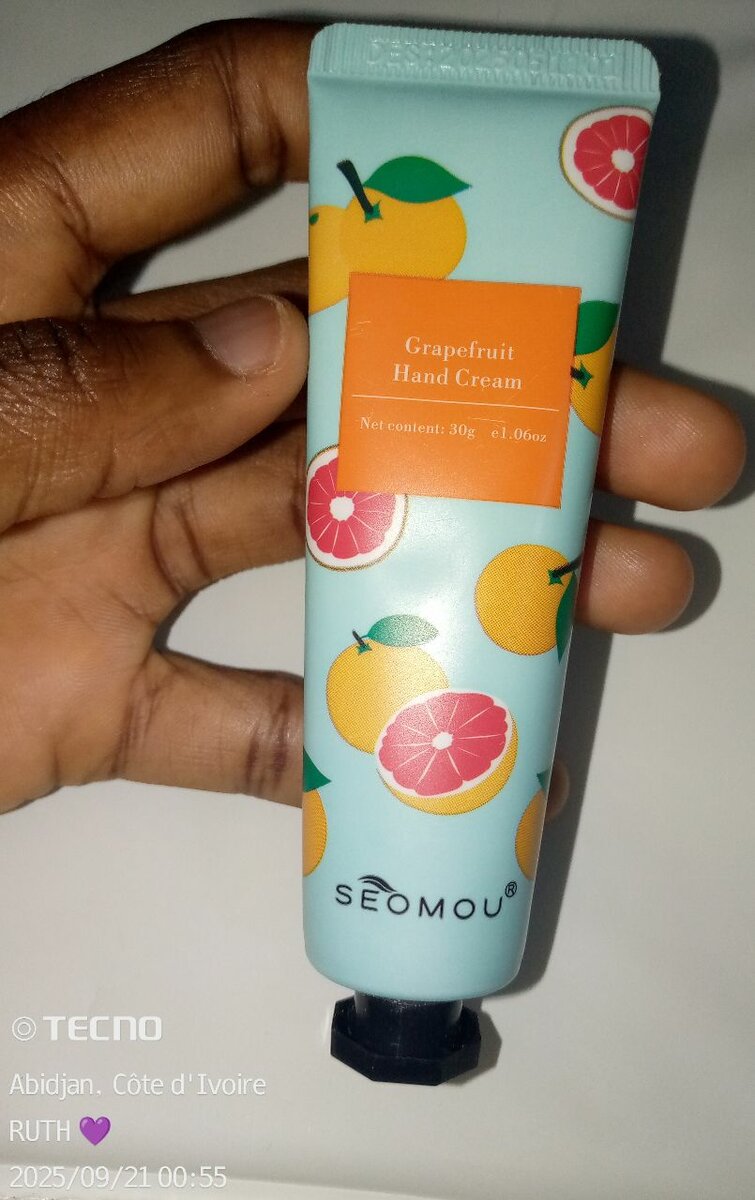 Grapefruit
Hand Cream
Net content: 30g e1.06oz
SEOMOU®
TECNO
Abidjan, Côte d'Ivoire
RUTH 💜
2025/09/21 00:55